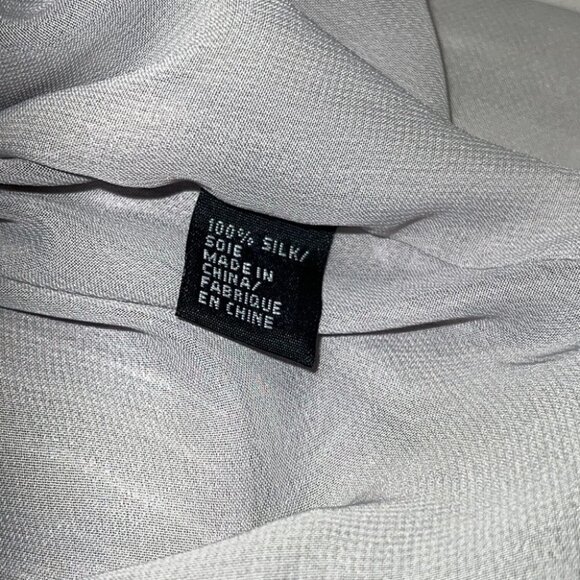 100% SILK/
SOIE
MADE IN
CHINA/
FABRIQUE
EN CHINE